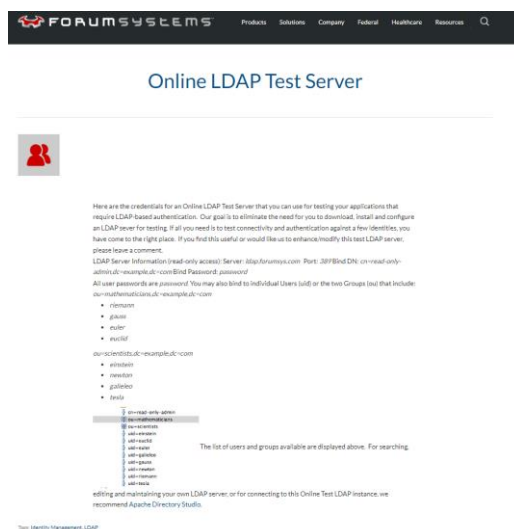 FORUMSYSTEMS
Products Solutions Company Federal Healthcare Resources
Online LDAP Test Server
Here are the credentials for an Online LDAP Test Server that you can use for testing your applications that
require LDAP-based authentication. Our goal is to eliminate the need for you to download, install and configure
an LDAP sever for testing. If all you need is to test connectivity and authentication against a few identities, you
have come to the right place. If you find this useful or would like us to enhance/modify this test LDAP server,
please leave a comment.
LDAP Server Information (read-only access): Server: ldap.forumsys.com Port: 389 Bind DN: cn=read-only-
admin,dc=example,dc=com Bind Password: password
All user passwords are password. You may also bind to individual Users (uid) or the two Groups (ou) that include:
ou=mathematicians,dc=example,dc=com
riemann
gauss
euler
euclid
ou=scientists,dc=example,dc=com
einstein
newton
galieleo
tesla
cn=read-only-admin
ou=mathematicians
ou=scientists
uid=einstein
uid=euclid
uid=euler
uid=galieleo
uid=gauss
uid=newton
uid=riemann
uid=tesla
The list of users and groups available are displayed above. For searching,
editing and maintaining your own LDAP server, or for connecting to this Online Test LDAP instance, we
recommend Apache Directory Studio.
Tags: Identity Management, LDAP